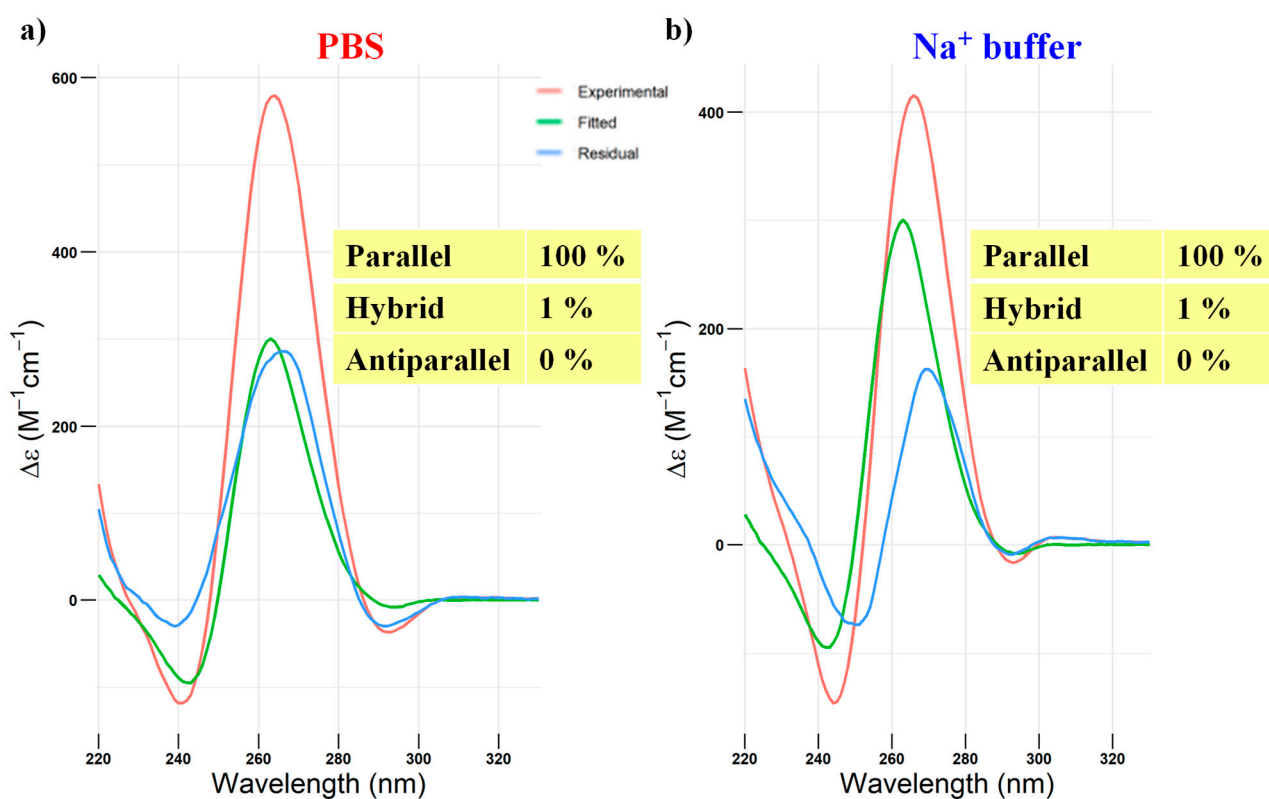 a)
PBS
600
400
200
0
Δε (M⁻¹cm⁻¹)
Experimental
Fitted
Residual
Parallel 100 %
Hybrid 1 %
Antiparallel 0 %
220 240 260 280 300 320
Wavelength (nm)
b)
Na⁺ buffer
400
200
0
Δε (M⁻¹cm⁻¹)
Parallel 100 %
Hybrid 1 %
Antiparallel 0 %
220 240 260 280 300 320
Wavelength (nm)